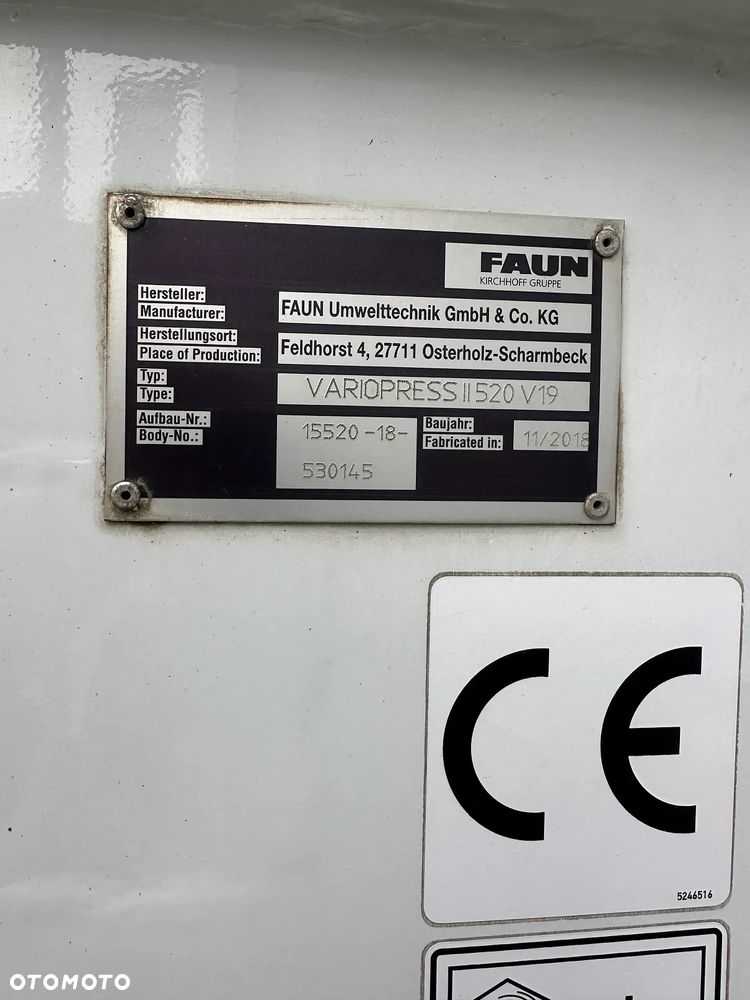 FAUN
KIRCHHOFF GRUPPE
Hersteller:
Manufacturer:
FAUN Umwelttechnik GmbH & Co. KG
Herstellungsort:
Place of Production:
Feldhorst 4, 27711 Osterholz-Scharmbeck
Typ:
Type:
VARIOPRESS II 520 V19
Aufbau-Nr.:
Body-No.:
15520-18-
530145
Baujahr:
Fabricated in:
11/2018
CE
5246516
OTOMOTO